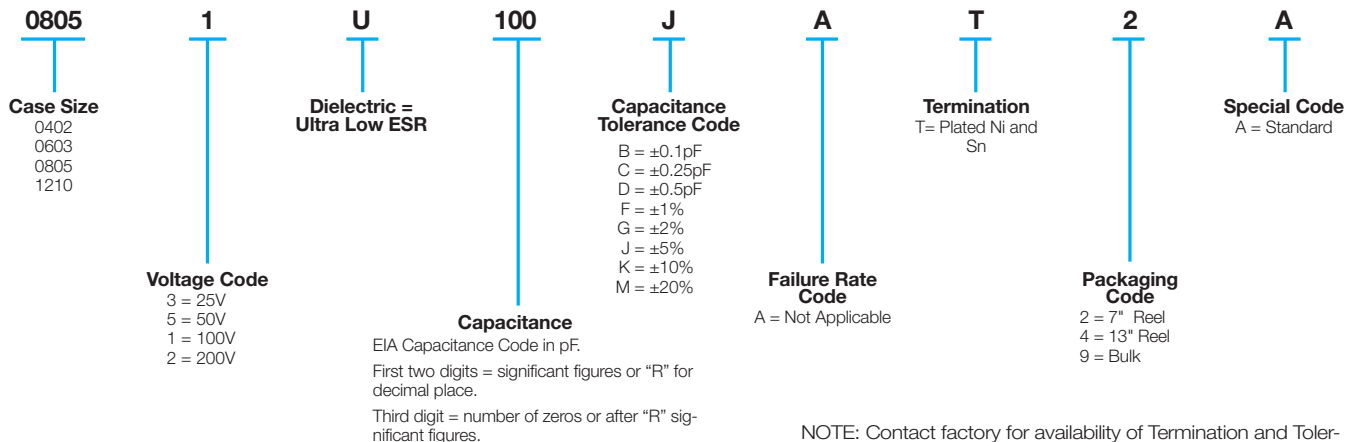 0805 1 U 100 J A T 2 A
Case Size
0402
0603
0805
1210
Voltage Code
3 = 25V
5 = 50V
1 = 100V
2 = 200V
Dielectric =
Ultra Low ESR
Capacitance
EIA Capacitance Code in pF.
First two digits = significant figures or “R” for
decimal place.
Third digit = number of zeros or after “R” sig-
nificant figures.
Capacitance
Tolerance Code
B = ±0.1pF
C = ±0.25pF
D = ±0.5pF
F = ±1%
G = ±2%
J = ±5%
K = ±10%
M = ±20%
Failure Rate
Code
A = Not Applicable
Termination
T= Plated Ni and
Sn
Packaging
Code
2 = 7" Reel
4 = 13" Reel
9 = Bulk
Special Code
A = Standard
NOTE: Contact factory for availability of Termination and Toler-